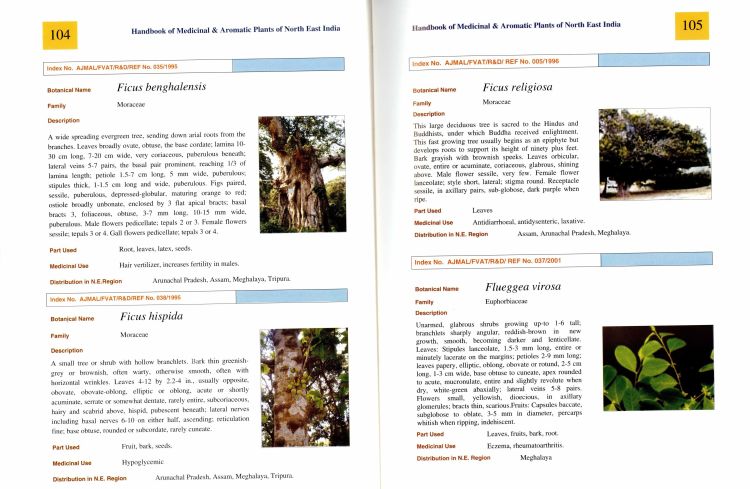 104
Handbook of Medicinal & Aromatic Plants of North East India
Index No. AJMAL/FVAT/R&D/REF No. 035/1995
Botanical Name Ficus benghalensis
Family Moraceae
Description
A wide spreading evergreen tree, sending down arial roots from the
branches. Leaves broadly ovate, obtuse, the base cordate; lamina 10-
30 cm long, 7-20 cm wide, very coriaceous, puberulous beneath;
lateral veins 5-7 pairs, the basal pair prominent, reaching 1/3 of
lamina length; petiole 1.5-7 cm long, 5 mm wide, puberulous;
stipules thick, 1-1.5 cm long and wide, puberulous. Figs paired,
sessile, puberulous, depressed-globular, maturing orange to red;
ostiole broadly unbonate, enclosed by 3 flat apical bracts; basal
bracts 3, foliaceous, obtuse, 3-7 mm long, 10-15 mm wide,
puberulous. Male flowers pedicellate; tepals 2 or 3. Female flowers
sessile; tepals 3 or 4. Gall flowers pedicellate; tepals 3 or 4.
Part Used Root, leaves, latex, seeds.
Medicinal Use Hair vertilizer, increases fertility in males.
Distribution in N.E.Region Arunachal Pradesh, Assam, Meghalaya, Tripura.
Index No. AJMAL/FVAT/R&D/REF No. 038/1995
Botanical Name Ficus hispida
Family Moraceae
Description
A small tree or shrub with hollow branchlets. Bark thin greenish-
grey or brownish, often warty, otherwise smooth, often with
horizontal wrinkles. Leaves 4-12 by 2.2-4 in., usually opposite,
obovate, obovate-oblong, elliptic or oblong, acute or shortly
acuminate, serrate or somewhat dentate, rarely entire, subcoriaceous,
hairy and scabrid above, hispid, pubescent beneath; lateral nerves
including basal nerves 6-10 on either half, ascending; reticulation
fine; base obtuse, rounded or subcordate, rarely cuneate.
Part Used Fruit, bark, seeds.
Medicinal Use Hypoglycemic
Distribution in N.E. Region Arunachal Pradesh, Assam, Meghalaya, Tripura.
Handbook of Medicinal & Aromatic Plants of North East India
105
Index No. AJMAL/FVAT/R&D/ REF No. 005/1996
Botanical Name Ficus religiosa
Family Moraceae
Description
This large deciduous tree is sacred to the Hindus and
Buddhists, under which Buddha received enlightment.
This fast growing tree usually begins as an epiphyte but
develops roots to support its height of ninety plus feet.
Bark grayish with brownish speeks. Leaves orbicular,
ovate, entire or acuminate, coriaceous, glabrous, shining
above. Male flower sessile, very few. Female flower
lanceolate; style short, lateral; stigma round. Receptacle
sessile, in axillary pairs, sub-globose, dark purple when
ripe.
Part Used Leaves
Medicinal Use Antidiarrhoeal, antidysenteric, laxative.
Distribution in N.E. Region Assam, Arunachal Pradesh, Meghalaya.
Index No. AJMAL/FVAT/R&D/ REF No. 037/2001
Botanical Name Flueggea virosa
Family Euphorbiaceae
Description
Unarmed, glabrous shrubs growing up-to 1-6 tall;
branchlets sharply angular, reddish-brown in new
growth, smooth, becoming darker and lenticellate.
Leaves: Stipules lanceolate, 1.5-3 mm long, entire or
minutely lacerate on the margins; petioles 2-9 mm long;
leaves papery, elliptic, oblong, obovate or rotund, 2-5 cm
long, 1-3 cm wide, base obtuse to cuneate, apex rounded
to acute, mucronulate, entire and slightly revolute when
dry, white-green abaxially; lateral veins 5-8 pairs.
Flowers small, yellowish, dioecious, in axillary
glomerules; bracts thin, scarious.Fruits: Capsules baccate,
subglobose to oblate, 3-5 mm in diameter, percarps
whitish when ripping, indehiscent.
Part Used Leaves, fruits, bark, root.
Medicinal Use Eczema, rheumatoarthritis.
Distribution in N.E. Region Meghalaya